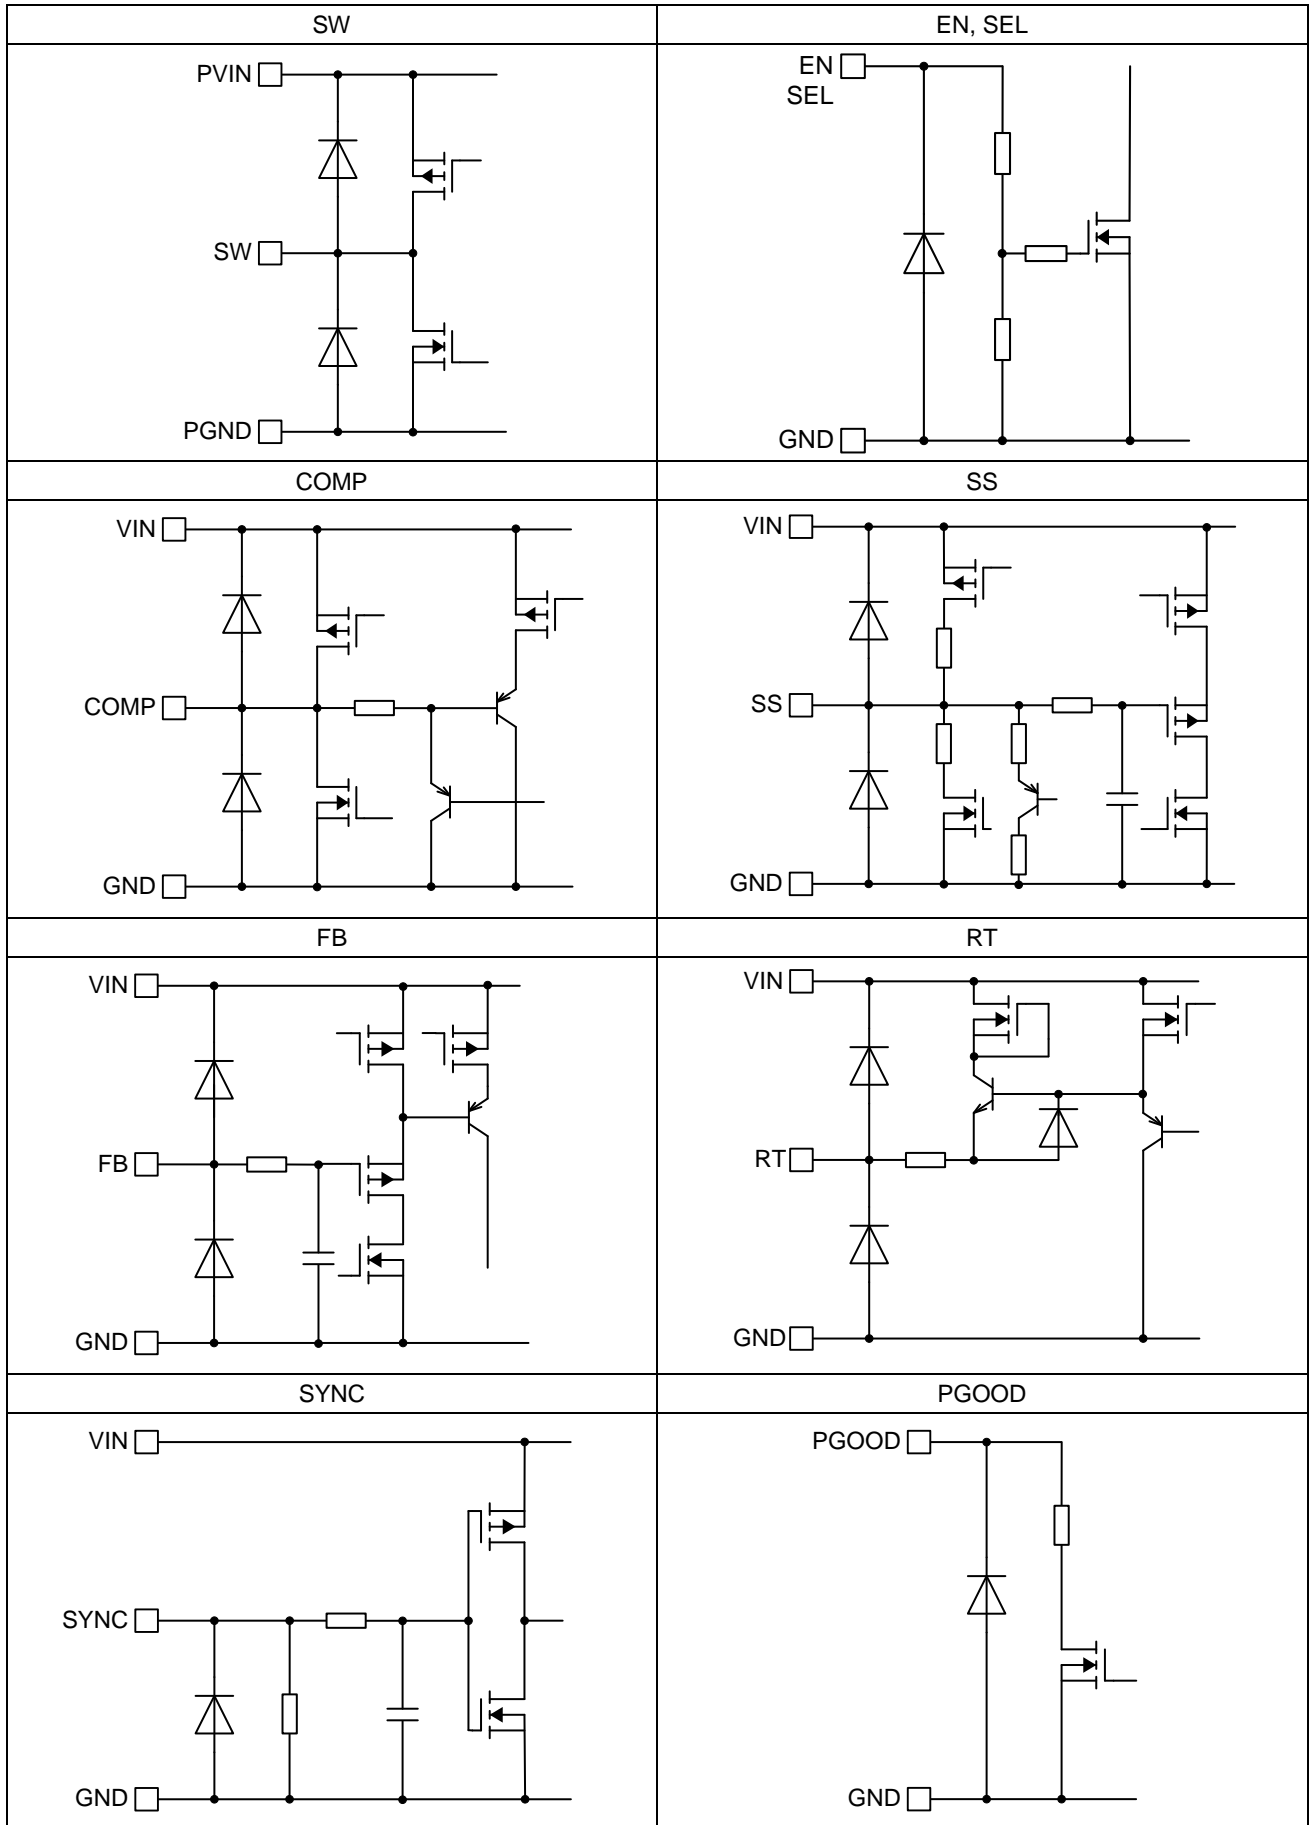 SW
EN, SEL
PVIN
SW
PGND
EN
SEL
GND
COMP
SS
VIN
COMP
GND
VIN
SS
GND
FB
RT
VIN
FB
GND
VIN
RT
GND
SYNC
PGOOD
VIN
SYNC
GND
PGOOD
GND